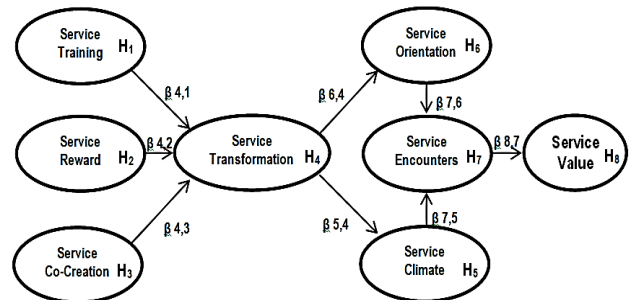 Service
Training H1
Service
Orientation H6
β 4,1
β 6,4
β 7,6
Service
Reward H2
β 4,2
Service
Transformation H4
Service
Encounters H7
β 8,7
Service
Value H8
β 4,3
β 5,4
β 7,5
Service
Co-Creation H3
Service
Climate H5